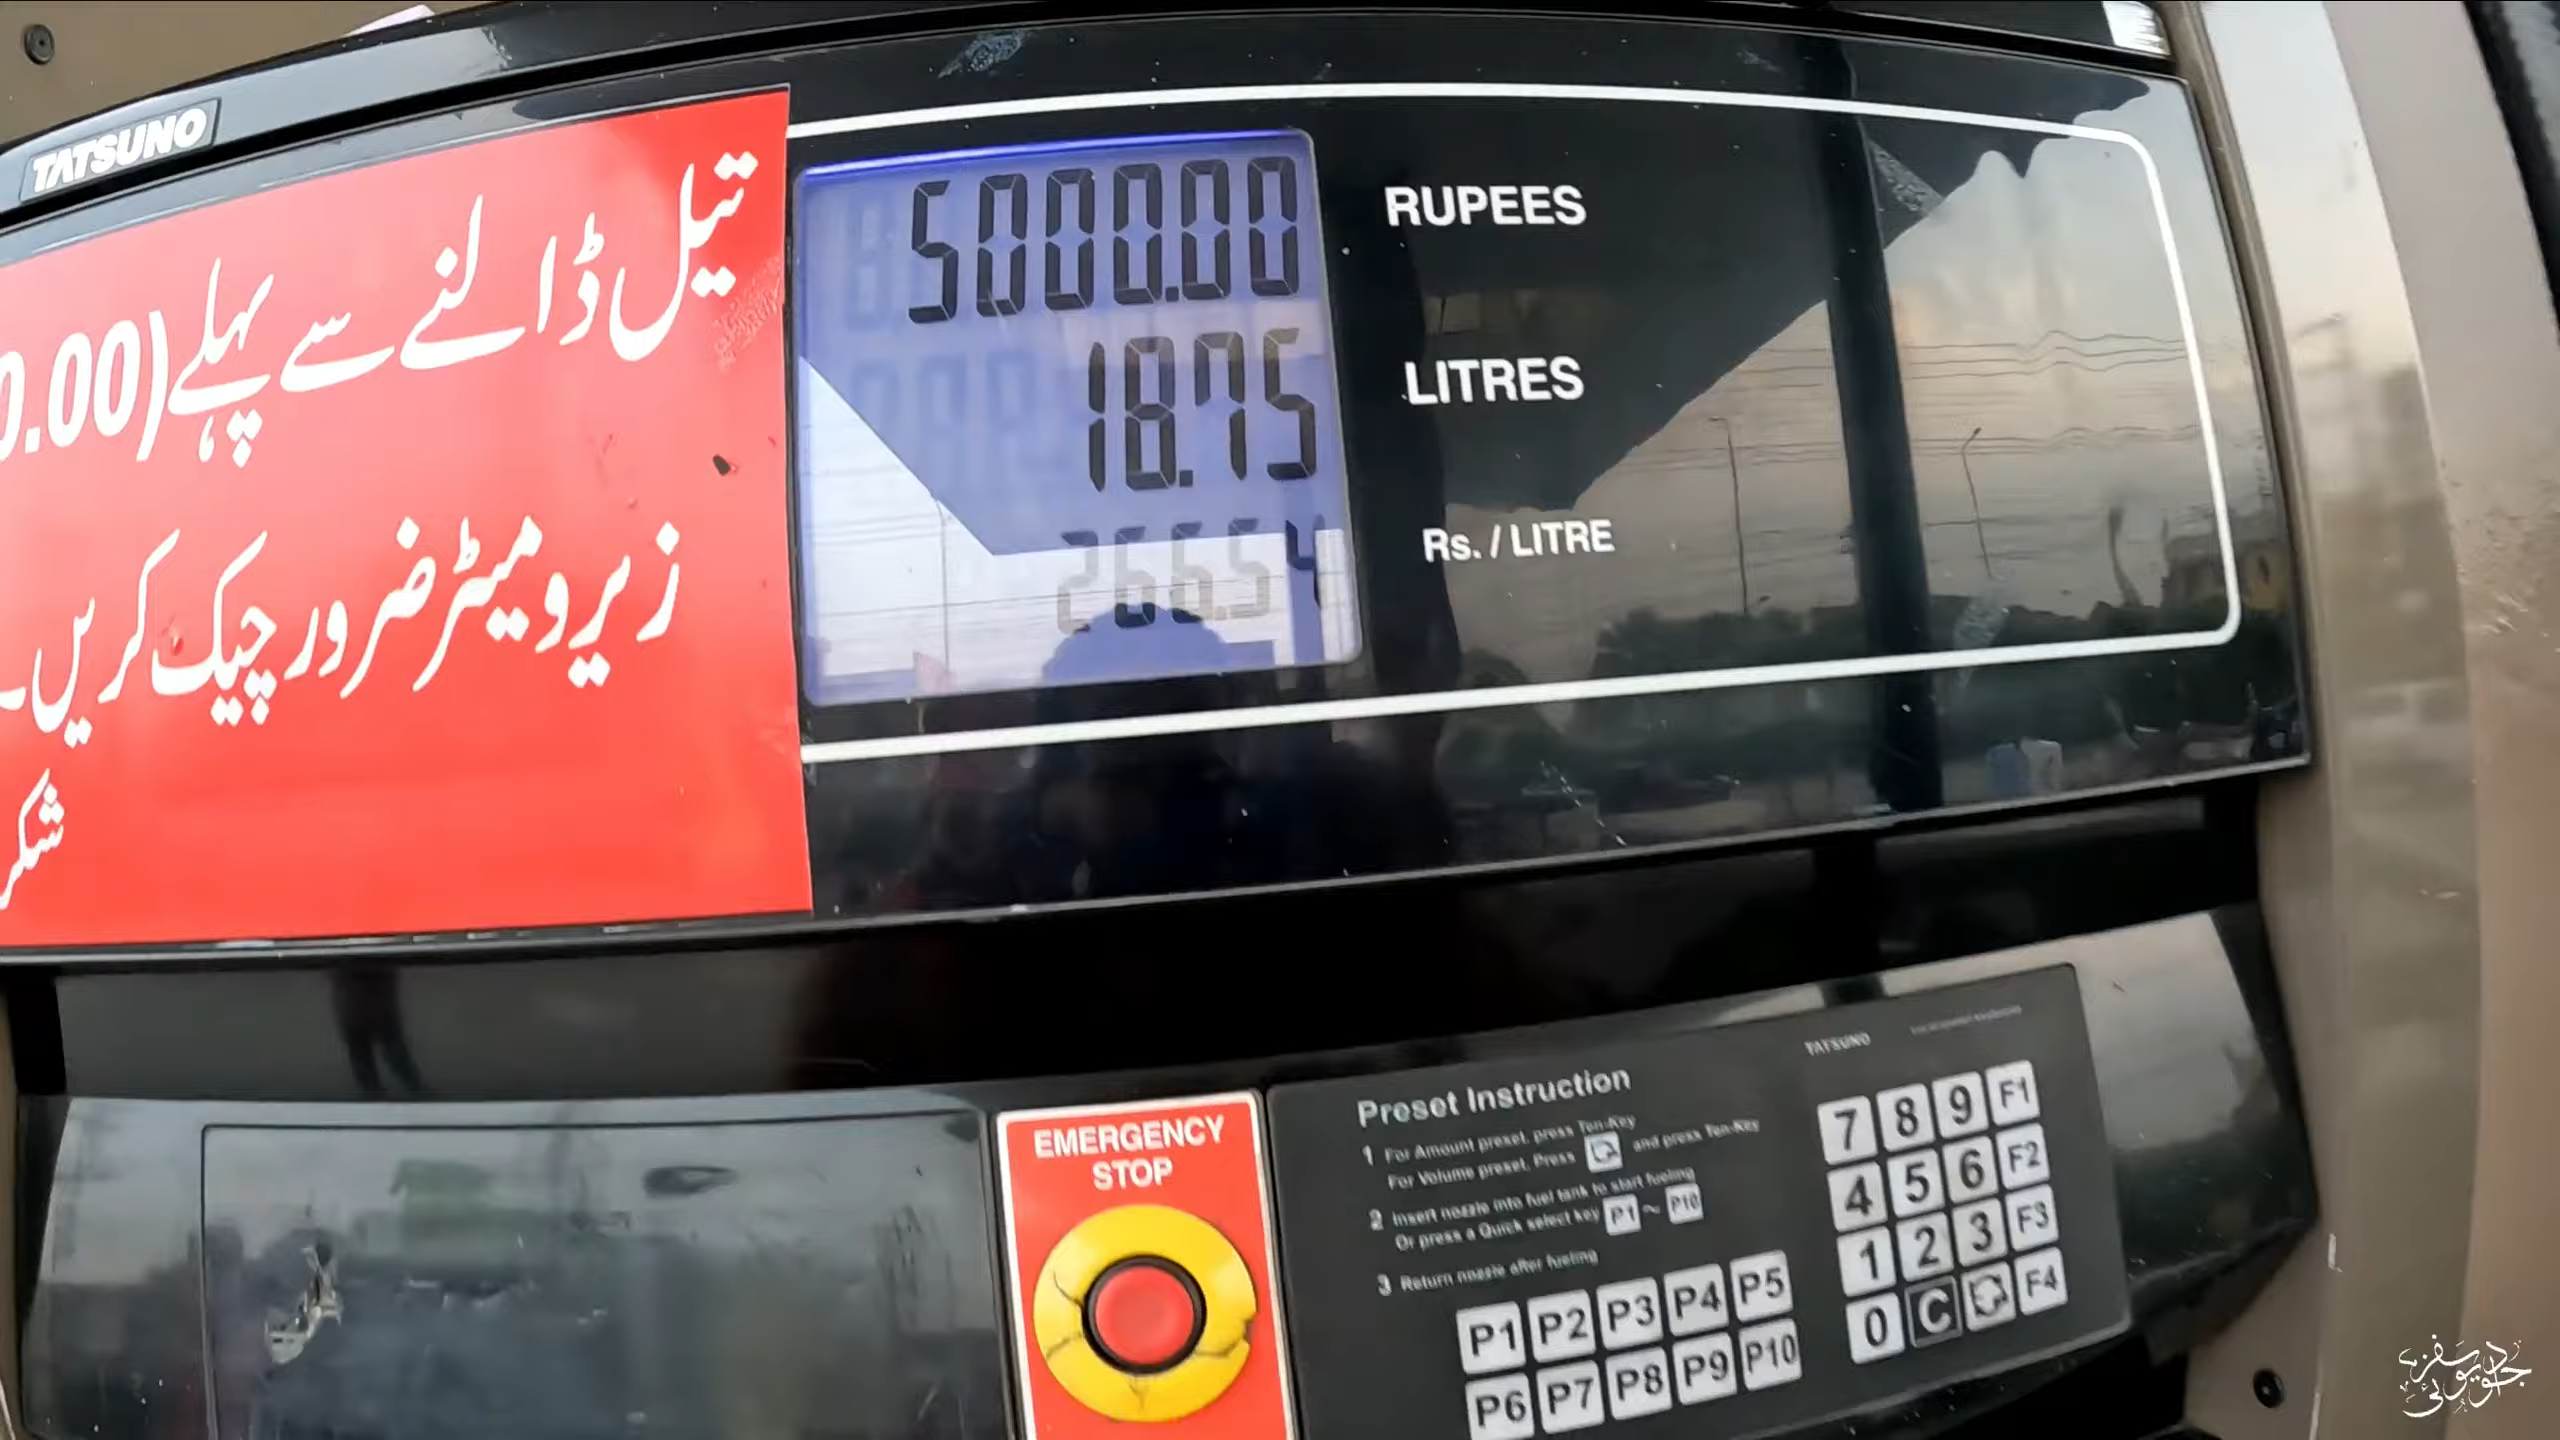 TATSUNO
تیل ڈالنے سے پہلے (0.00
زیرو میٹر ضرور چیک کریں۔
5000.00
RUPEES
18.75
LITRES
266.54
Rs. / LITRE
EMERGENCY
STOP
TATSUNO
Preset Instruction
1 For Amount preset, press Ten-Key
For Volume preset, Press and press Ten-Key
2 Insert nozzle into fuel tank to start fueling
Or press a Quick select key P1 ~ P10
3 Return nozzle after fueling
P1 P2 P3 P4 P5
P6 P7 P8 P9 P10
7 8 9 F1
4 5 6 F2
1 2 3 F3
0 C F4